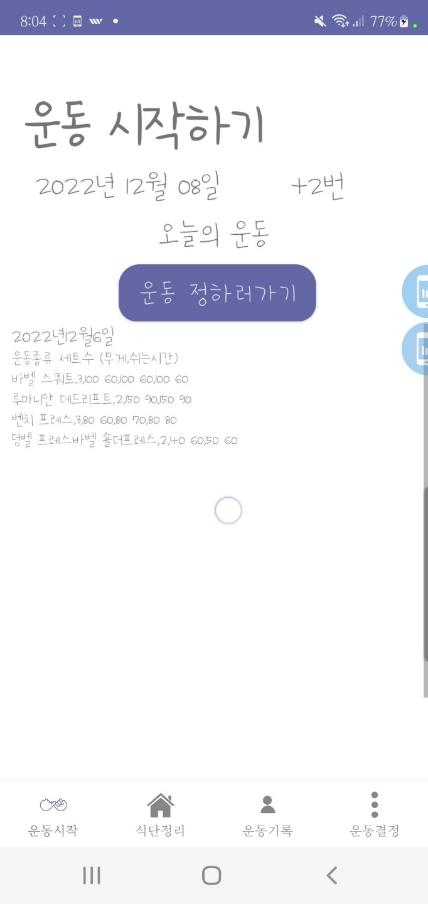 8:04 77%
운동 시작하기
2022년 12월 08일 +2번
오늘의 운동
운동 정하러가기
2022년12월6일
운동종류 세트수 (무게,쉬는시간)
바벨 스쿼트,3,100 60,100 60,100 60
루마니안 데드리프트,2,150 90,150 90
벤치 프레스,3,80 60,80 70,80 80
덤벨 프레스바벨 숄더프레스,2,40 60,50 60
운동시작 식단정리 운동기록 운동결정